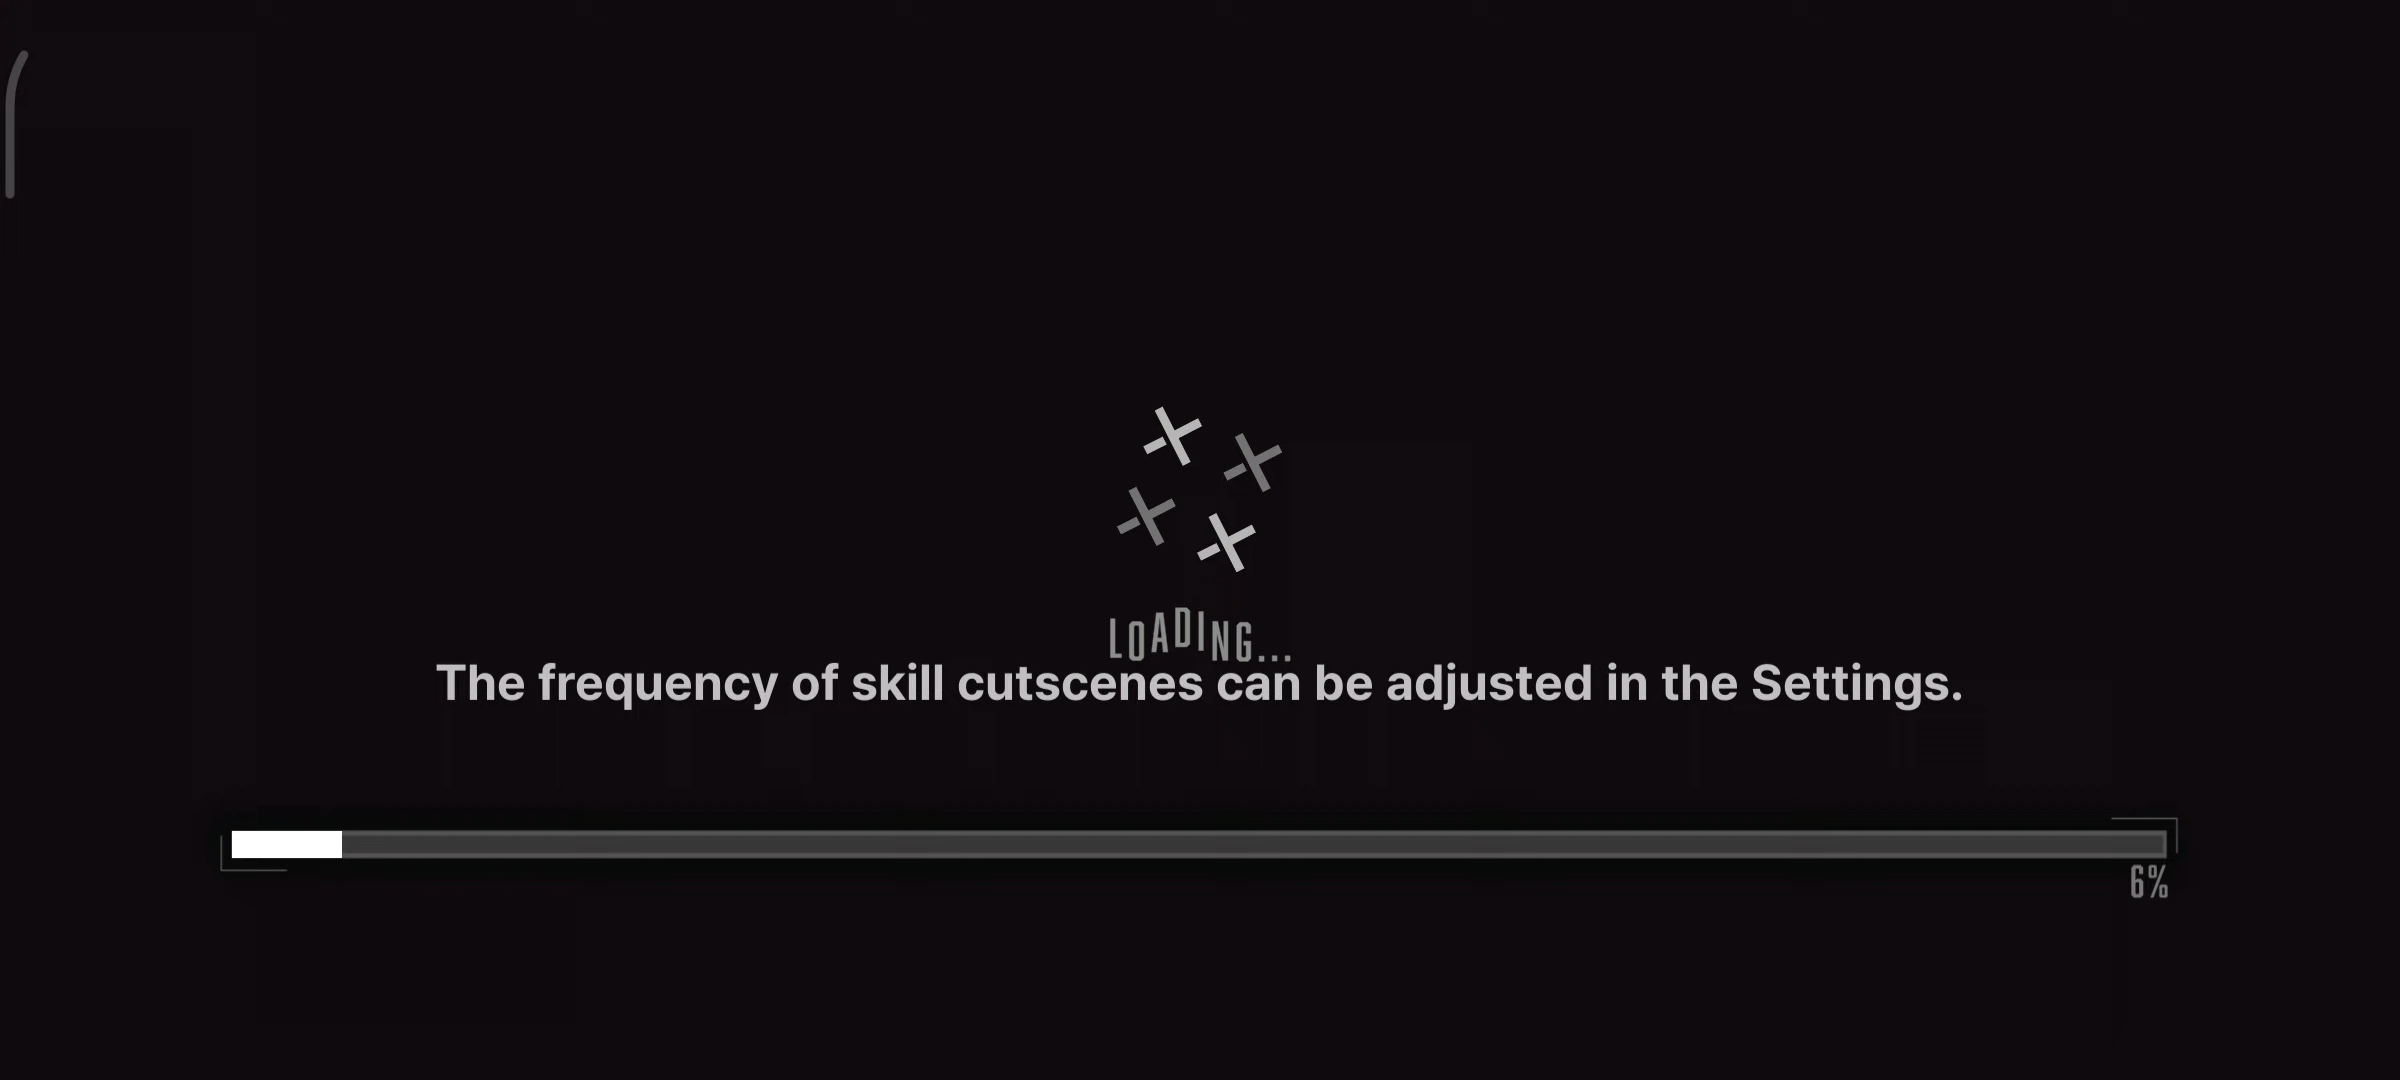 LOADING...
The frequency of skill cutscenes can be adjusted in the Settings.
6%